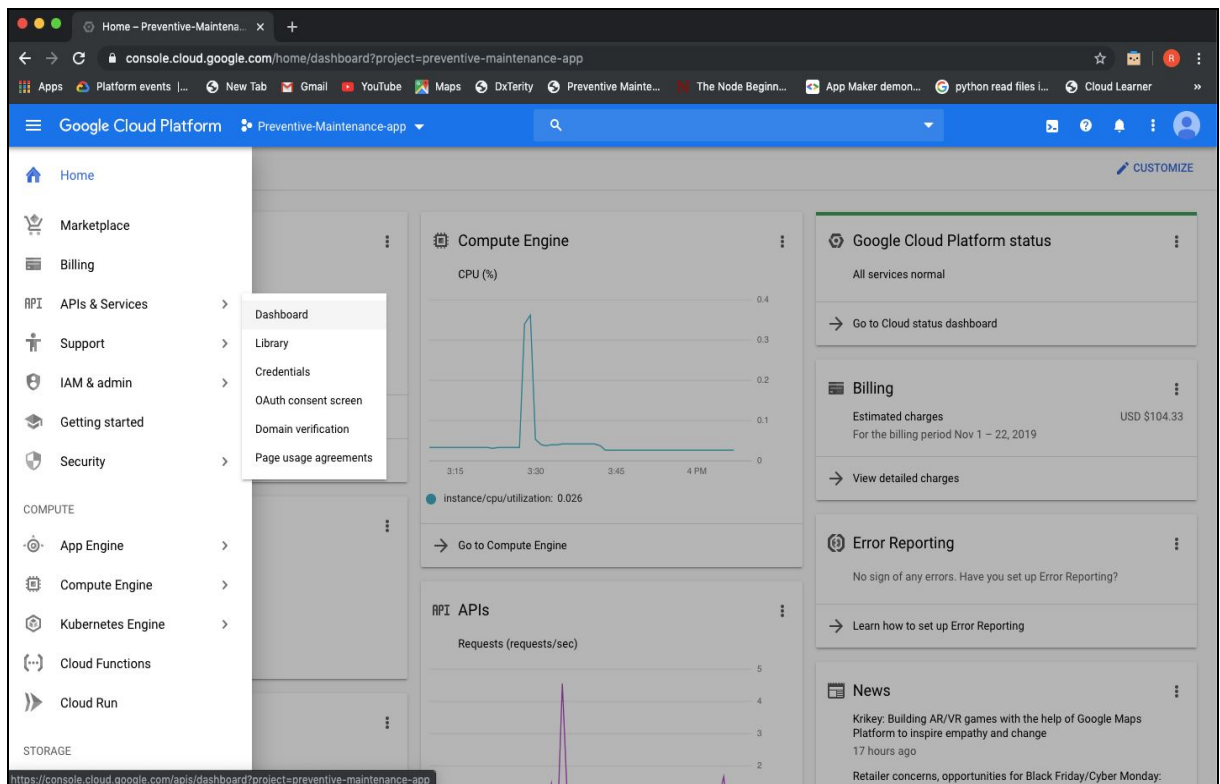 Home – Preventive-Maintena...
console.cloud.google.com/home/dashboard?project=preventive-maintenance-app
R
Apps Platform events |... New Tab Gmail YouTube Maps DxTerity Preventive Mainte... The Node Beginn... App Maker demon... python read files i... Cloud Learner »
Google Cloud Platform Preventive-Maintenance-app
CUSTOMIZE
Home
Marketplace
Billing
API APIs & Services
Support
IAM & admin
Getting started
Security
COMPUTE
App Engine
Compute Engine
Kubernetes Engine
Cloud Functions
Cloud Run
STORAGE
https://console.cloud.google.com/apis/dashboard?project=preventive-maintenance-app
Dashboard
Library
Credentials
OAuth consent screen
Domain verification
Page usage agreements
Compute Engine
CPU (%)
0.4
0.3
0.2
0.1
0
3:15 3:30 3:45 4 PM
instance/cpu/utilization: 0.026
Go to Compute Engine
API APIs
Requests (requests/sec)
5
4
3
2
Google Cloud Platform status
All services normal
Go to Cloud status dashboard
Billing
Estimated charges USD $104.33
For the billing period Nov 1 – 22, 2019
View detailed charges
Error Reporting
No sign of any errors. Have you set up Error Reporting?
Learn how to set up Error Reporting
News
Krikey: Building AR/VR games with the help of Google Maps
Platform to inspire empathy and change
17 hours ago
Retailer concerns, opportunities for Black Friday/Cyber Monday: